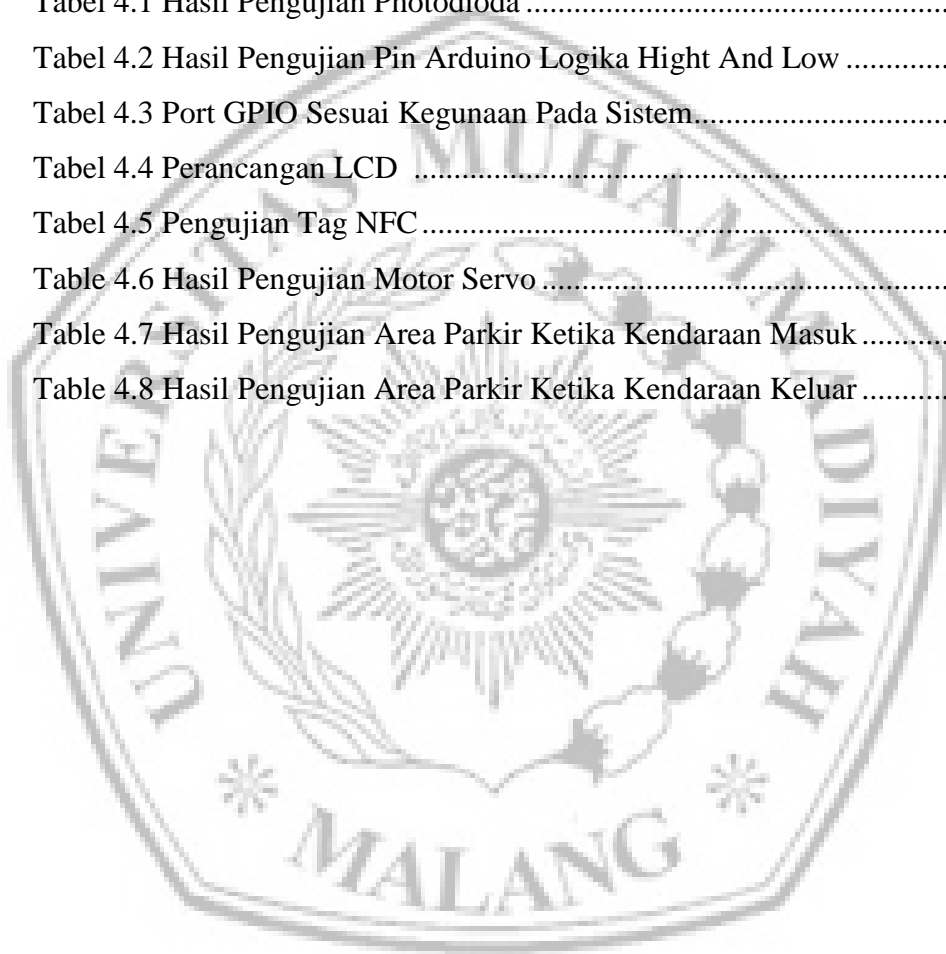 Tabel 4.1 Hasil Pengujian Photodioda ........................................................
Tabel 4.2 Hasil Pengujian Pin Arduino Logika Hight And Low .............
Tabel 4.3 Port GPIO Sesuai Kegunaan Pada Sistem.................................
Tabel 4.4 Perancangan LCD .....................................................................
Tabel 4.5 Pengujian Tag NFC....................................................................
Table 4.6 Hasil Pengujian Motor Servo ....................................................
Table 4.7 Hasil Pengujian Area Parkir Ketika Kendaraan Masuk ...........
Table 4.8 Hasil Pengujian Area Parkir Ketika Kendaraan Keluar ...........
UNIVERSITAS MUHAMMADIYAH
MALANG